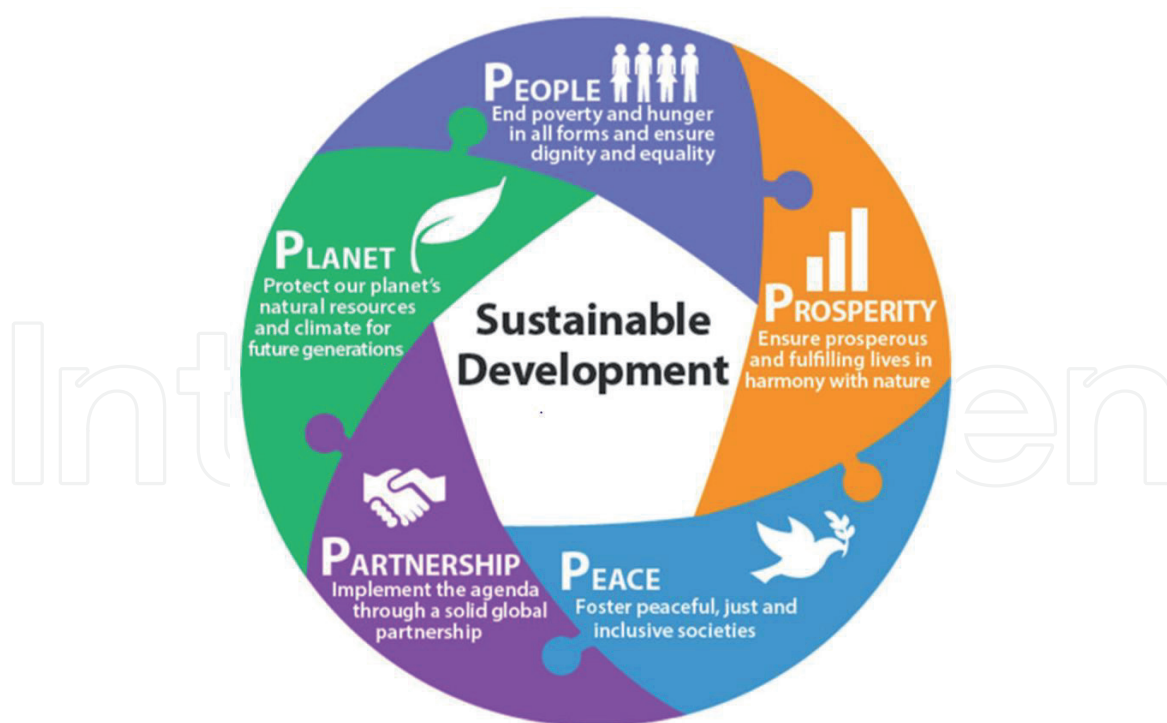 PEOPLE
End poverty and hunger
in all forms and ensure
dignity and equality
PROSPERITY
Ensure prosperous
and fulfilling lives in
harmony with nature
PEACE
Foster peaceful, just and
inclusive societies
PARTNERSHIP
Implement the agenda
through a solid global
partnership
PLANET
Protect our planet's
natural resources
and climate for
future generations
Sustainable
Development